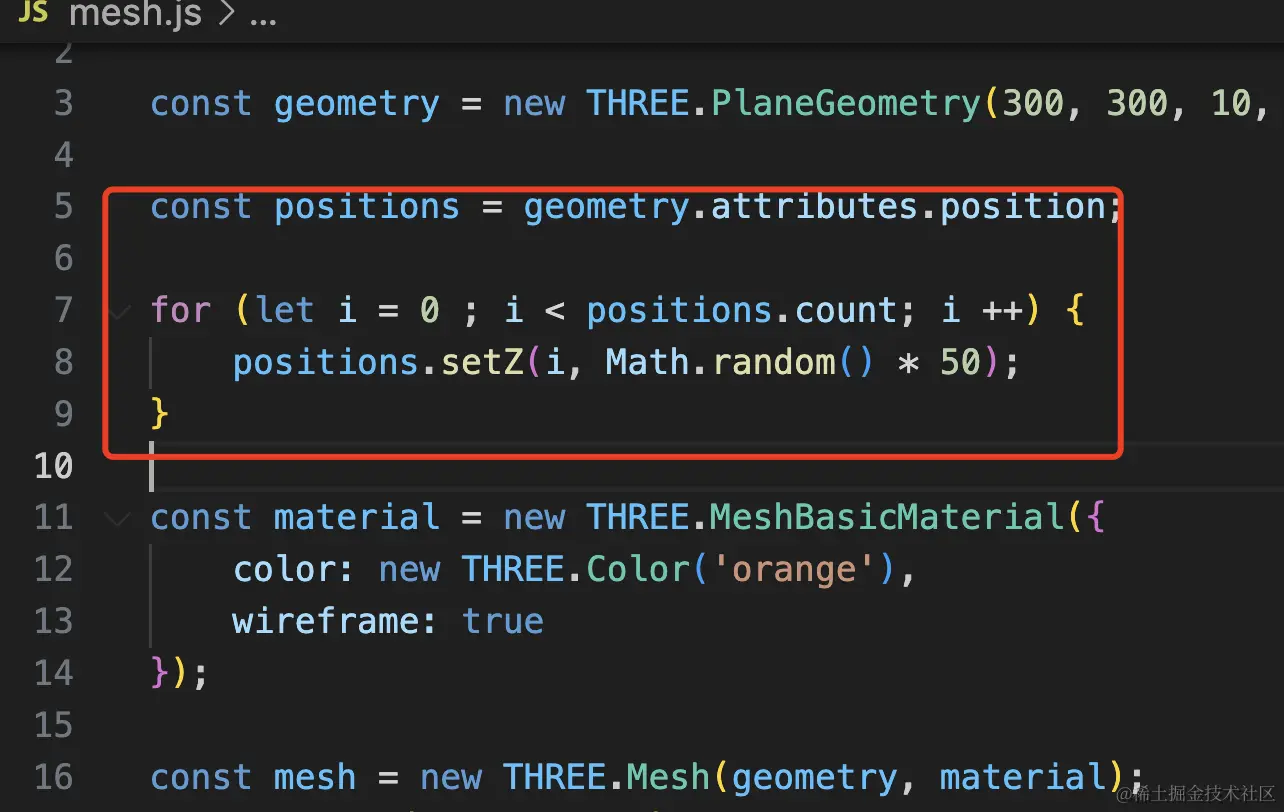 JS mesh.js > ...
2
3 const geometry = new THREE.PlaneGeometry(300, 300, 10,
4
5 const positions = geometry.attributes.position;
6
7 for (let i = 0 ; i < positions.count; i ++) {
8 positions.setZ(i, Math.random() * 50);
9 }
10
11 const material = new THREE.MeshBasicMaterial({
12 color: new THREE.Color('orange'),
13 wireframe: true
14 });
15
16 const mesh = new THREE.Mesh(geometry, material);
@稀土掘金技术社区